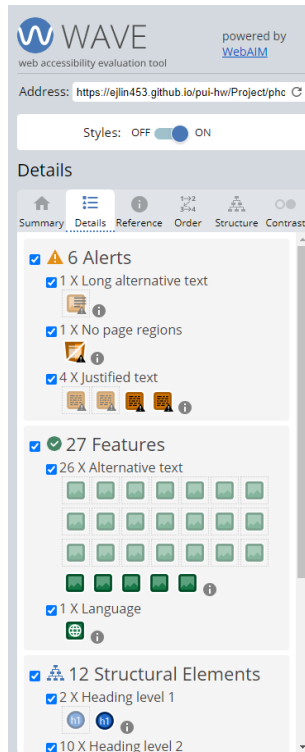 WAVE
web accessibility evaluation tool
powered by
WebAIM
Address: https://ejlin453.github.io/pui-hw/Project/phc
Styles: OFF ON
Details
Summary Details Reference Order Structure Contrast
6 Alerts
1 X Long alternative text
1 X No page regions
4 X Justified text
27 Features
26 X Alternative text
1 X Language
12 Structural Elements
2 X Heading level 1
h1 h1
10 X Heading level 2